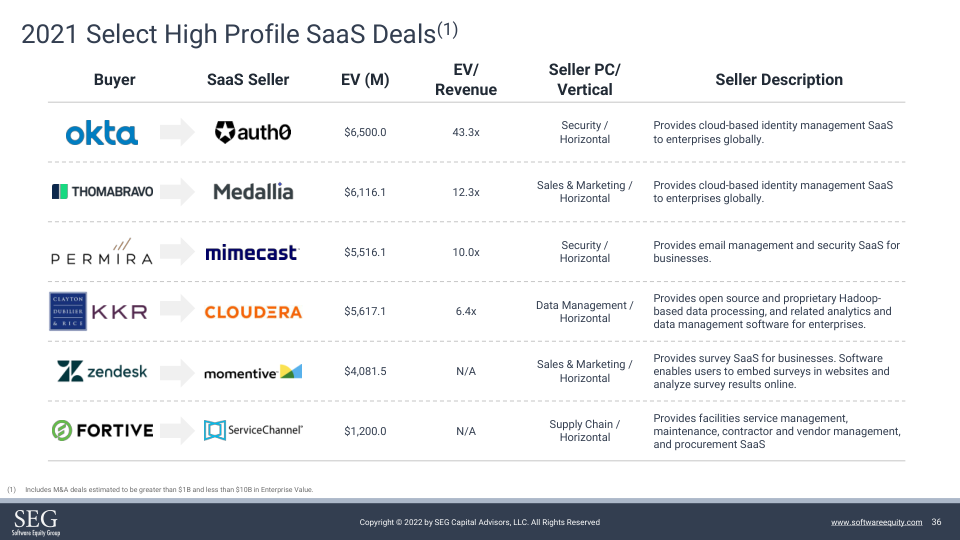 2021 Select High Profile SaaS Deals(1)
Buyer SaaS Seller EV (M) EV/ Revenue Seller PC/ Vertical Seller Description
okta auth0 $6,500.0 43.3x Security / Horizontal Provides cloud-based identity management SaaS
to enterprises globally.
THOMABRAVO Medallia $6,116.1 12.3x Sales & Marketing / Horizontal Provides cloud-based identity management SaaS
to enterprises globally.
PERMIRA mimecast $5,516.1 10.0x Security / Horizontal Provides email management and security SaaS for
businesses.
CLAYTON DUBILIER & RICE KKR CLOUDERA $5,617.1 6.4x Data Management / Horizontal Provides open source and proprietary Hadoop-
based data processing, and related analytics and
data management software for enterprises.
zendesk momentive $4,081.5 N/A Sales & Marketing / Horizontal Provides survey SaaS for businesses. Software
enables users to embed surveys in websites and
analyze survey results online.
FORTIVE ServiceChannel $1,200.0 N/A Supply Chain / Horizontal Provides facilities service management,
maintenance, contractor and vendor management,
and procurement SaaS
(1) Includes M&A deals estimated to be greater than $1B and less than $10B in Enterprise Value.
SEG
Software Equity Group
Copyright © 2022 by SEG Capital Advisors, LLC. All Rights Reserved
www.softwareequity.com 36